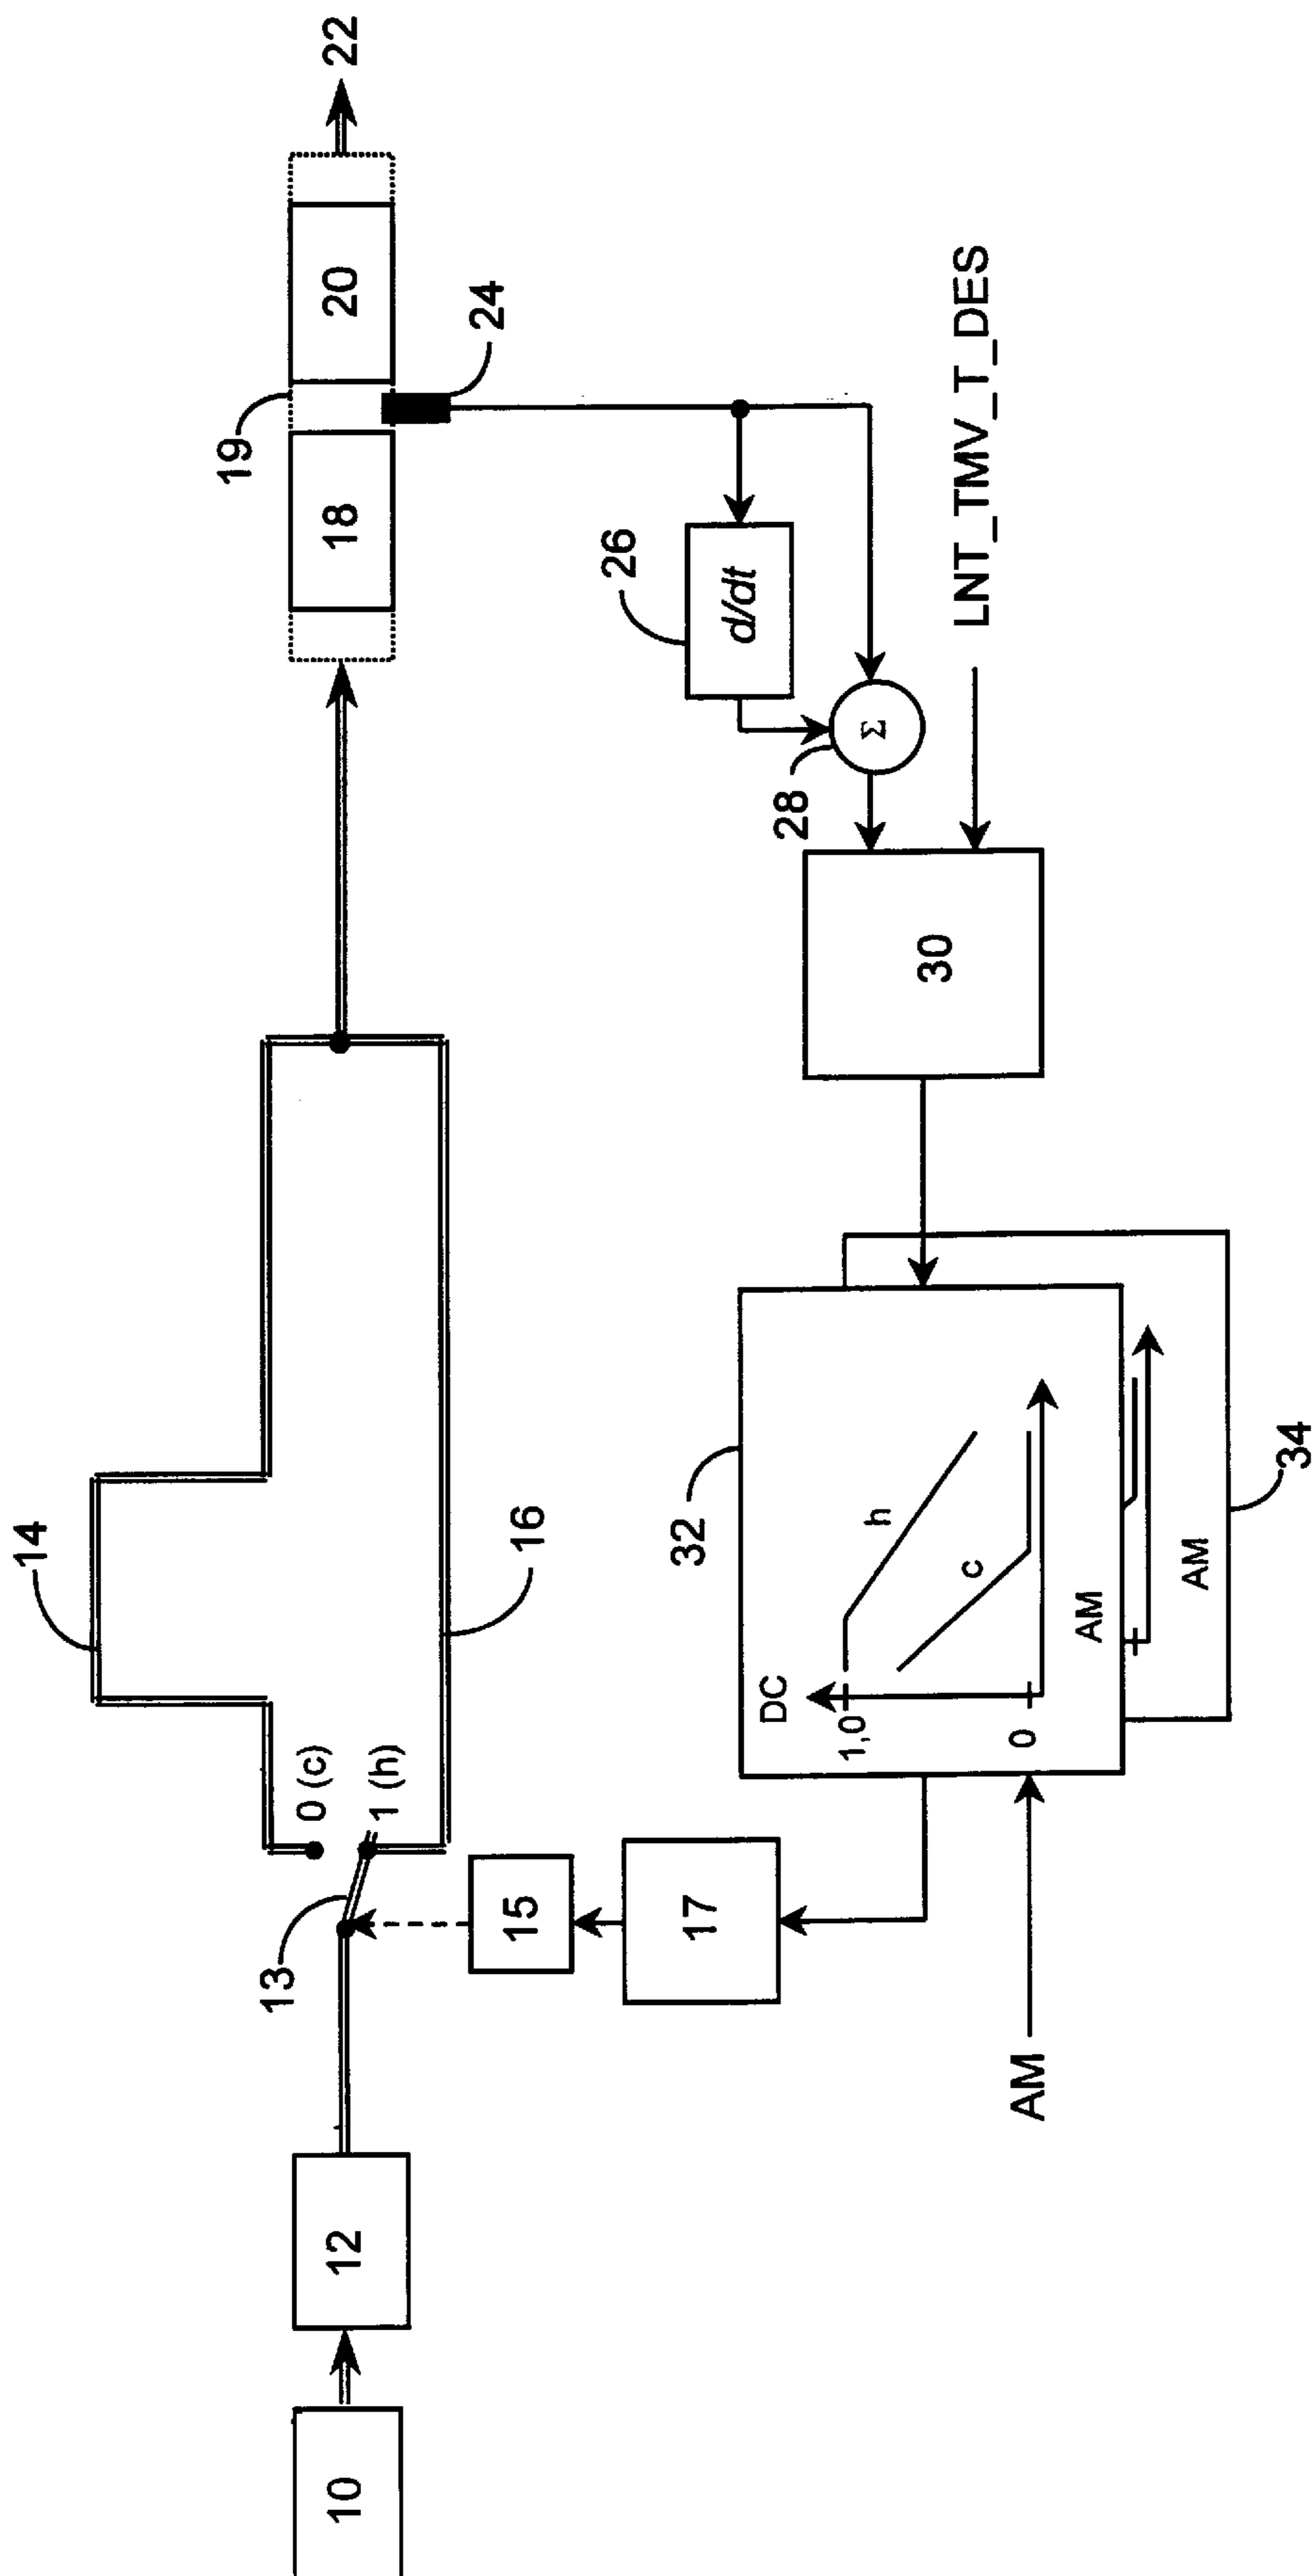 14
0 (c)
1 (h)
13
16
10
12
15
17
18
19
20
22
24
26
d/dt
28
Σ
LNT_TMV_T_DES
30
32
DC
1,0
0
h
c
AM
AM
34
AM